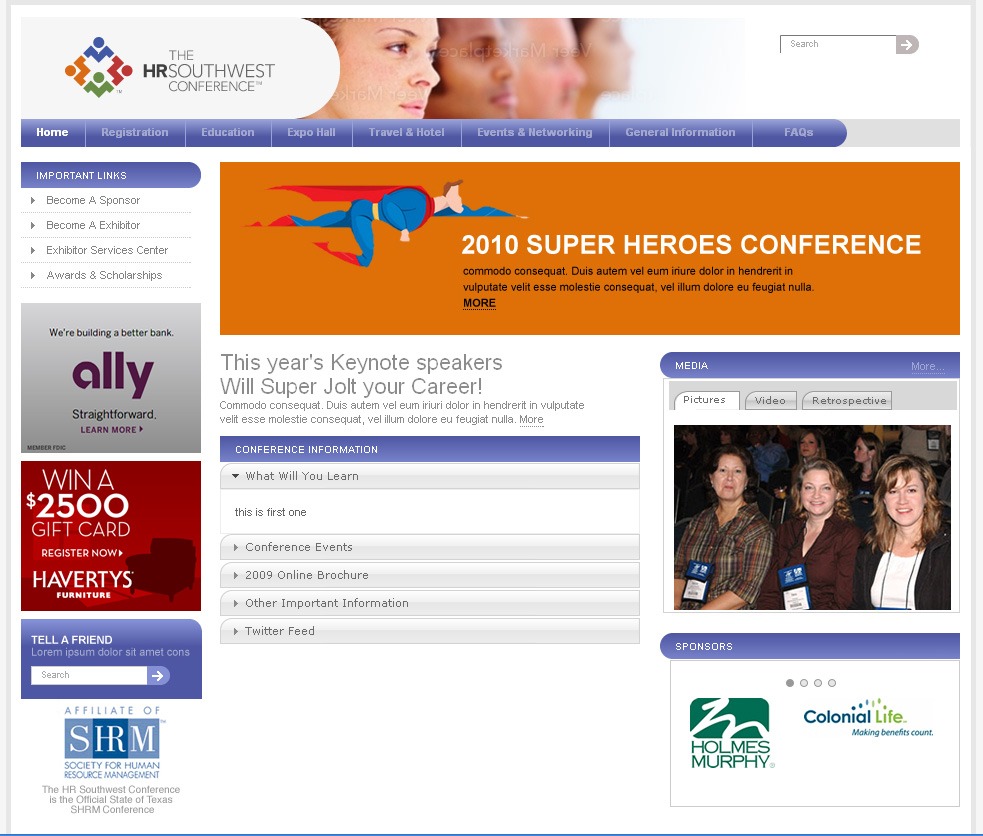 THE
HRSOUTHWEST
CONFERENCE™
Veer Marketplace
Search
Home Registration Education Expo Hall Travel & Hotel Events & Networking General Information FAQs
IMPORTANT LINKS
Become A Sponsor
Become A Exhibitor
Exhibitor Services Center
Awards & Scholarships
We're building a better bank.
ally
Straightforward.
LEARN MORE
MEMBER FDIC
WIN A
$2500
GIFT CARD
REGISTER NOW
HAVERTYS®
FURNITURE
TELL A FRIEND
Lorem ipsum dolor sit amet cons
Search
AFFILIATE OF
SHRM™
SOCIETY FOR HUMAN
RESOURCE MANAGEMENT
The HR Southwest Conference
is the Official State of Texas
SHRM Conference
2010 SUPER HEROES CONFERENCE
commodo consequat. Duis autem vel eum iriure dolor in hendrerit in
vulputate velit esse molestie consequat, vel illum dolore eu feugiat nulla.
MORE
This year's Keynote speakers
Will Super Jolt your Career!
Commodo consequat. Duis autem vel eum iriuri dolor in hendrerit in vulputate
velit esse molestie consequat, vel illum dolore eu feugiat nulla. More
CONFERENCE INFORMATION
What Will You Learn
this is first one
Conference Events
2009 Online Brochure
Other Important Information
Twitter Feed
MEDIA More...
Pictures Video Retrospective
SPONSORS
HOLMES
MURPHY®
Colonial Life™
Making benefits count.